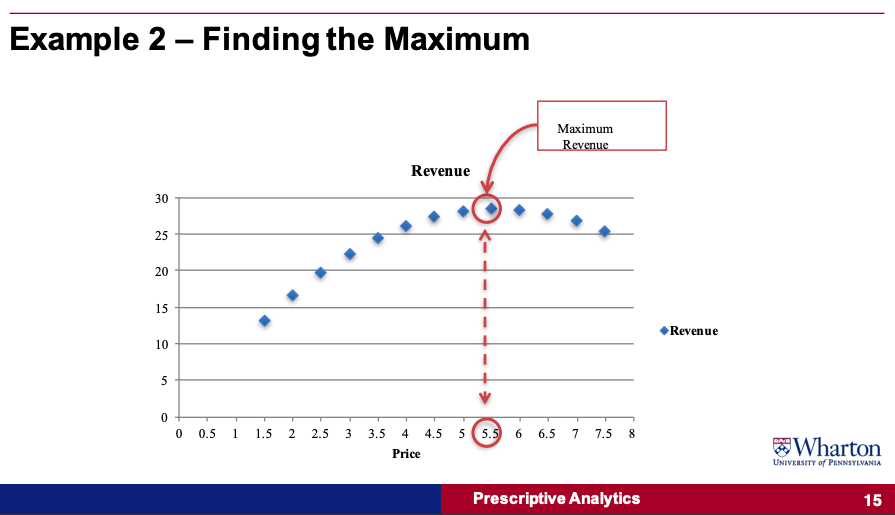 Example 2 – Finding the Maximum
Maximum
Revenue
Revenue
30
25
20
15
10
5
0
0 0.5 1 1.5 2 2.5 3 3.5 4 4.5 5 5.5 6 6.5 7 7.5 8
Price
Revenue
Wharton
UNIVERSITY of PENNSYLVANIA
Prescriptive Analytics
15